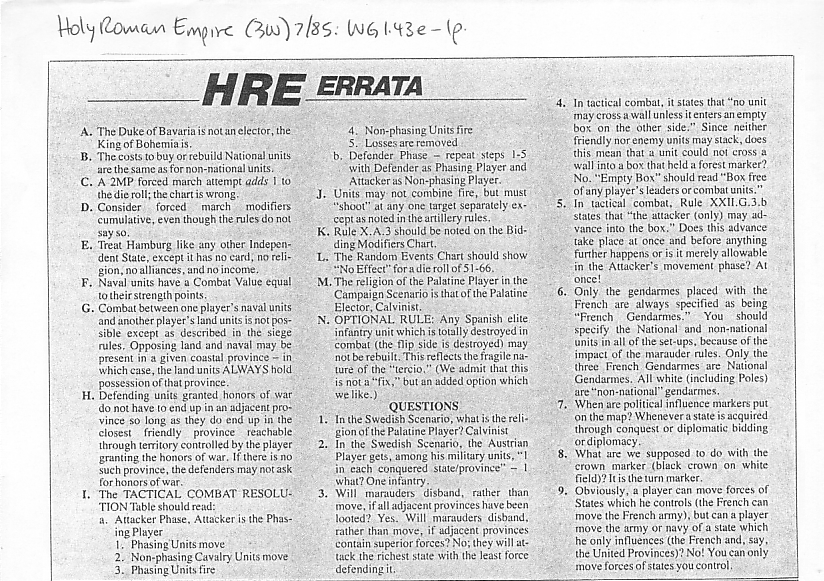 Holy Roman Empire (3W) 7/85: WG1.43e-1p.
HRE ERRATA
A. The Duke of Bavaria is not an elector, the
King of Bohemia is.
B. The costs to buy or rebuild National units
are the same as for non-national units.
C. A 2MP forced march attempt adds 1 to
the die roll; the chart is wrong.
D. Consider forced march modifiers
cumulative, even though the rules do not
say so.
E. Treat Hamburg like any other Indepen-
dent State, except it has no card, no reli-
gion, no alliances, and no income.
F. Naval units have a Combat Value equal
to their strength points.
G. Combat between one player's naval units
and another player's land units is not pos-
sible except as described in the siege
rules. Opposing land and naval may be
present in a given coastal province – in
which case, the land units ALWAYS hold
possession of that province.
H. Defending units granted honors of war
do not have to end up in an adjacent pro-
vince so long as they do end up in the
closest friendly province reachable
through territory controlled by the player
granting the honors of war. If there is no
such province, the defenders may not ask
for honors of war.
I. The TACTICAL COMBAT RESOLU-
TION Table should read:
a. Attacker Phase, Attacker is the Phas-
ing Player
1. Phasing Units move
2. Non-phasing Cavalry Units move
3. Phasing Units fire
4. Non-phasing Units fire
5. Losses are removed
b. Defender Phase – repeat steps 1-5
with Defender as Phasing Player and
Attacker as Non-phasing Player.
J. Units may not combine fire, but must
"shoot" at any one target separately ex-
cept as noted in the artillery rules.
K. Rule X.A.3 should be noted on the Bid-
ding Modifiers Chart.
L. The Random Events Chart should show
"No Effect" for a die roll of 51-66.
M. The religion of the Palatine Player in the
Campaign Scenario is that of the Palatine
Elector, Calvinist.
N. OPTIONAL RULE: Any Spanish elite
infantry unit which is totally destroyed in
combat (the flip side is destroyed) may
not be rebuilt. This reflects the fragile na-
ture of the "tercio." (We admit that this
is not a "fix," but an added option which
we like.)
QUESTIONS
1. In the Swedish Scenario, what is the reli-
gion of the Palatine Player? Calvinist
2. In the Swedish Scenario, the Austrian
Player gets, among his military units, "1
in each conquered state/province" – 1
what? One infantry.
3. Will marauders disband, rather than
move, if all adjacent provinces have been
looted? Yes. Will marauders disband,
rather than move, if adjacent provinces
contain superior forces? No; they will at-
tack the richest state with the least force
defending it.
4. In tactical combat, it states that "no unit
may cross a wall unless it enters an empty
box on the other side." Since neither
friendly nor enemy units may stack, does
this mean that a unit could not cross a
wall into a box that held a forest marker?
No. "Empty Box" should read "Box free
of any player's leaders or combat units."
5. In tactical combat, Rule XXII.G.3.b
states that "the attacker (only) may ad-
vance into the box." Does this advance
take place at once and before anything
further happens or is it merely allowable
in the Attacker's movement phase? At
once!
6. Only the gendarmes placed with the
French are always specified as being
"French Gendarmes." You should
specify the National and non-national
units in all of the set-ups, because of the
impact of the marauder rules. Only the
three French Gendarmes are National
Gendarmes. All white (including Poles)
are "non-national" gendarmes.
7. When are political influence markers put
on the map? Whenever a state is acquired
through conquest or diplomatic bidding
or diplomacy.
8. What are we supposed to do with the
crown marker (black crown on white
field)? It is the turn marker.
9. Obviously, a player can move forces of
States which he controls (the French can
move the French army), but can a player
move the army or navy of a state which
he only influences (the French and, say,
the United Provinces)? No! You can only
move forces of states you control.